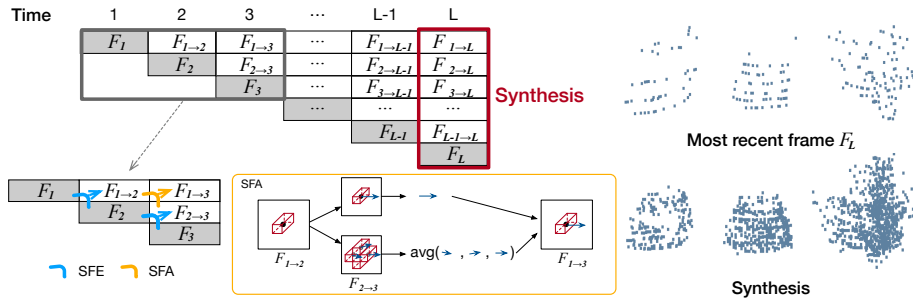 Time 1 2 3 ... L-1 L
F1 F1→2 F1→3 ... F1→L-1 F1→L
F2 F2→3 ... F2→L-1 F2→L
F3 ... F3→L-1 F3→L
... ... ...
FL-1 FL-1→L
FL
Synthesis
F1 F1→2 F1→3
F2 F2→3
F3
SFE SFA
SFA
F1→2
F2→3
avg( , , )
F1→3
Most recent frame FL
Synthesis